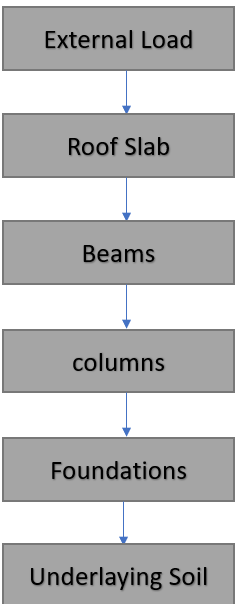 External Load
Roof Slab
Beams
columns
Foundations
Underlaying Soil